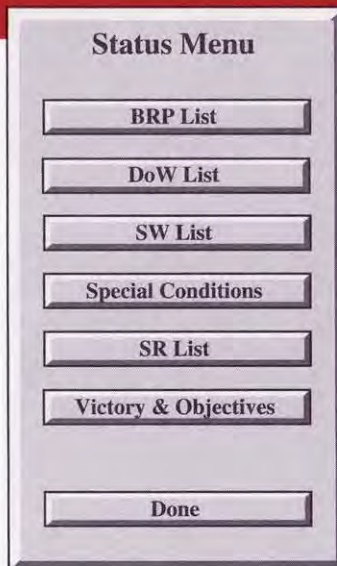 Status Menu
BRP List
DoW List
SW List
Special Conditions
SR List
Victory & Objectives
Done